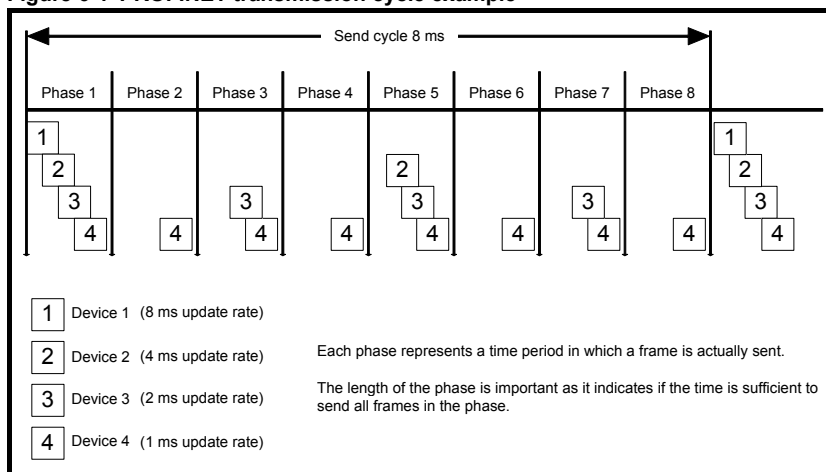 Figure PROFINET transmission cycle example
Send cycle 8 ms
Phase 1 Phase 2 Phase 3 Phase 4 Phase 5 Phase 6 Phase 7 Phase 8
1 1
2 2 2
3 3 3 3 3
4 4 4 4 4 4 4 4 4
1 Device 1 (8 ms update rate)
2 Device 2 (4 ms update rate)
3 Device 3 (2 ms update rate)
4 Device 4 (1 ms update rate)
Each phase represents a time period in which a frame is actually sent.
The length of the phase is important as it indicates if the time is sufficient to
send all frames in the phase.